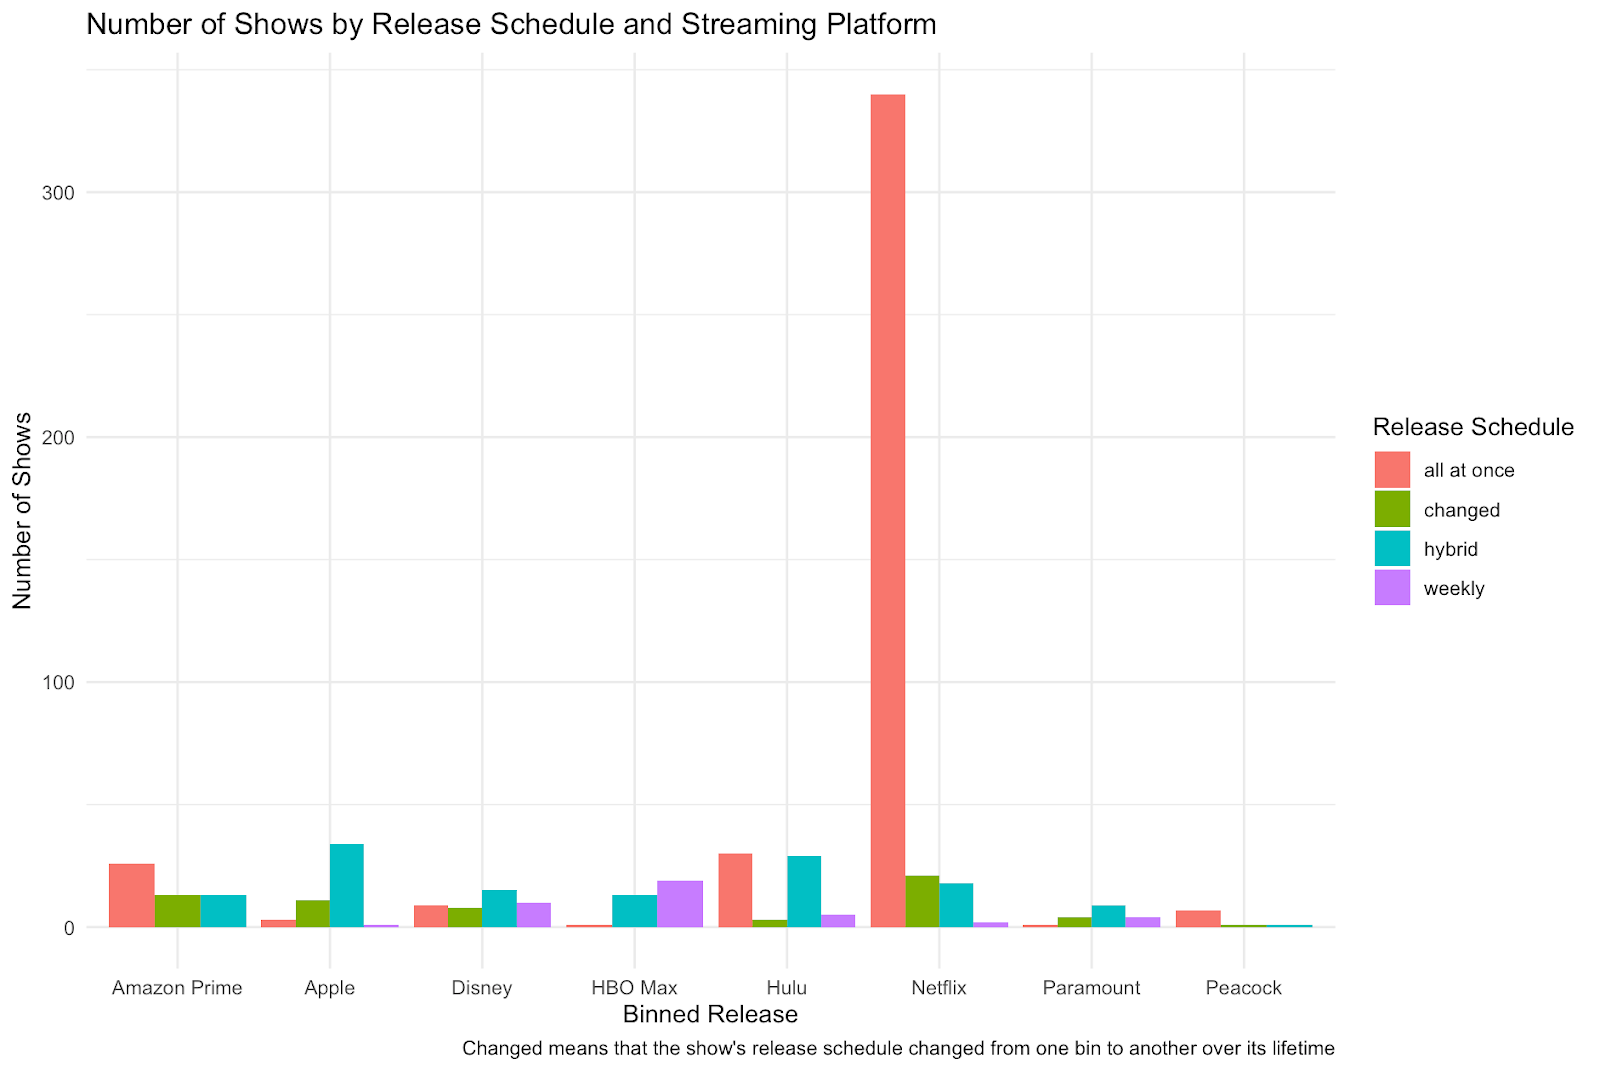 Number of Shows by Release Schedule and Streaming Platform
Number of Shows
300
200
100
0
Amazon Prime Apple Disney HBO Max Hulu Netflix Paramount Peacock
Binned Release
Changed means that the show's release schedule changed from one bin to another over its lifetime
Release Schedule
all at once
changed
hybrid
weekly